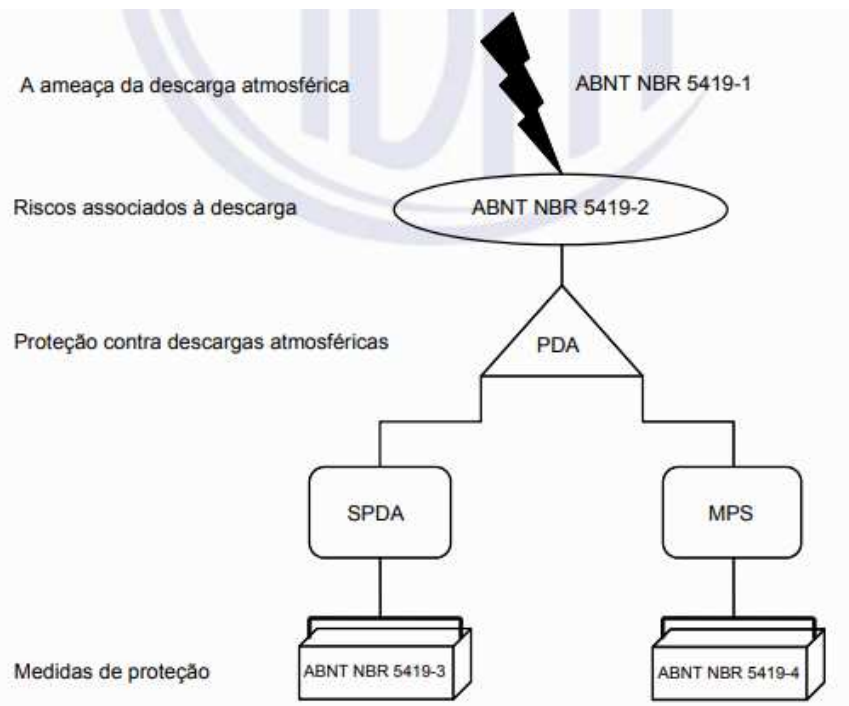 A ameaça da descarga atmosférica
ABNT NBR 5419-1
Riscos associados à descarga
ABNT NBR 5419-2
Proteção contra descargas atmosféricas
PDA
SPDA
MPS
Medidas de proteção
ABNT NBR 5419-3
ABNT NBR 5419-4